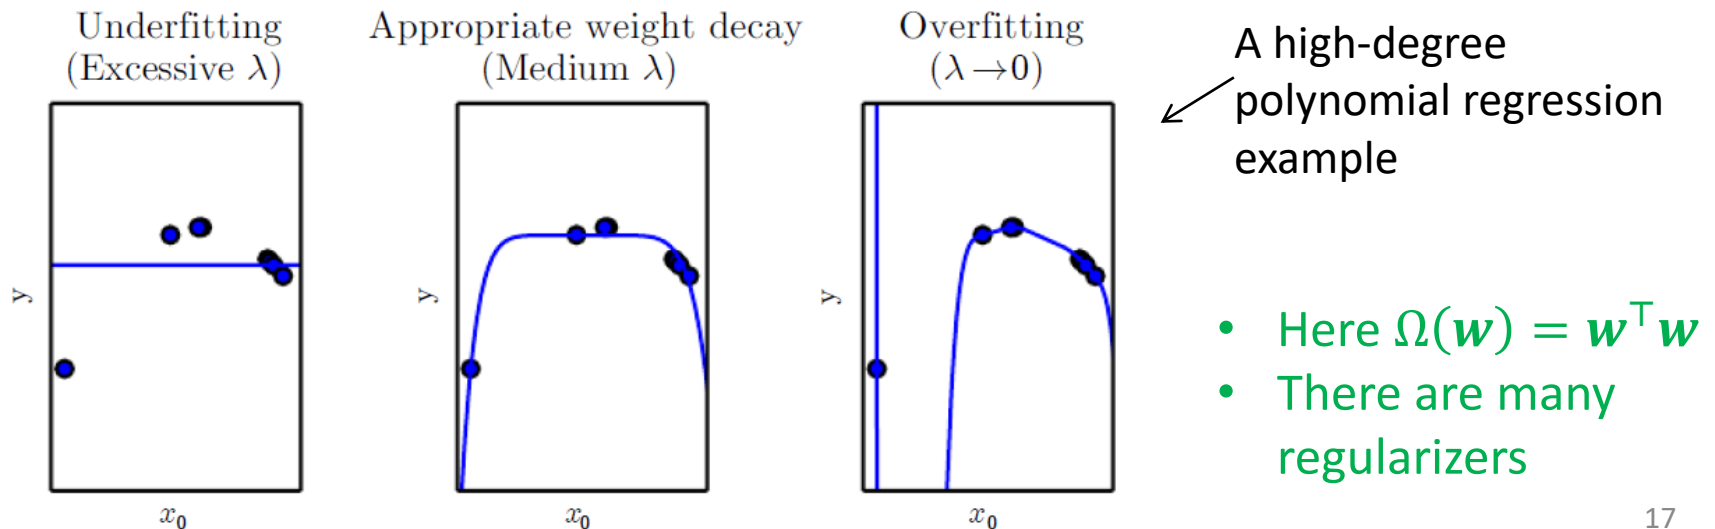 Underfitting
(Excessive λ)
Appropriate weight decay
(Medium λ)
Overfitting
(λ→0)
A high-degree
polynomial regression
example
y
x₀
y
x₀
y
x₀
• Here Ω(𝒘) = 𝒘⊤𝒘
• There are many
regularizers
17